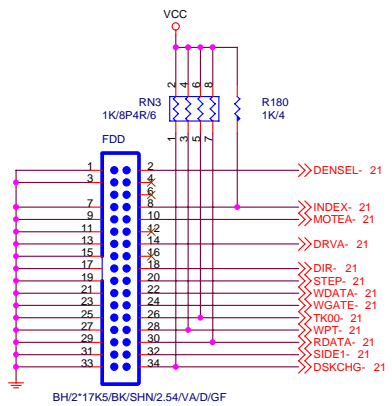 VCC
2 4 6 8
RN3
1K/8P4R/6
R180
1K/4
1 3 5 7
FDD
1 2 DENSEL- 21
3 4
6
7 8 INDEX- 21
9 10 MOTEA- 21
11 12
13 14 DRVA- 21
15 16
17 18 DIR- 21
19 20 STEP- 21
21 22 WDATA- 21
23 24 WGATE- 21
25 26 TK00- 21
27 28 WPT- 21
29 30 RDATA- 21
31 32 SIDE1- 21
33 34 DSKCHG- 21
BH/2*17K5/BK/SHN/2.54/VA/D/GF